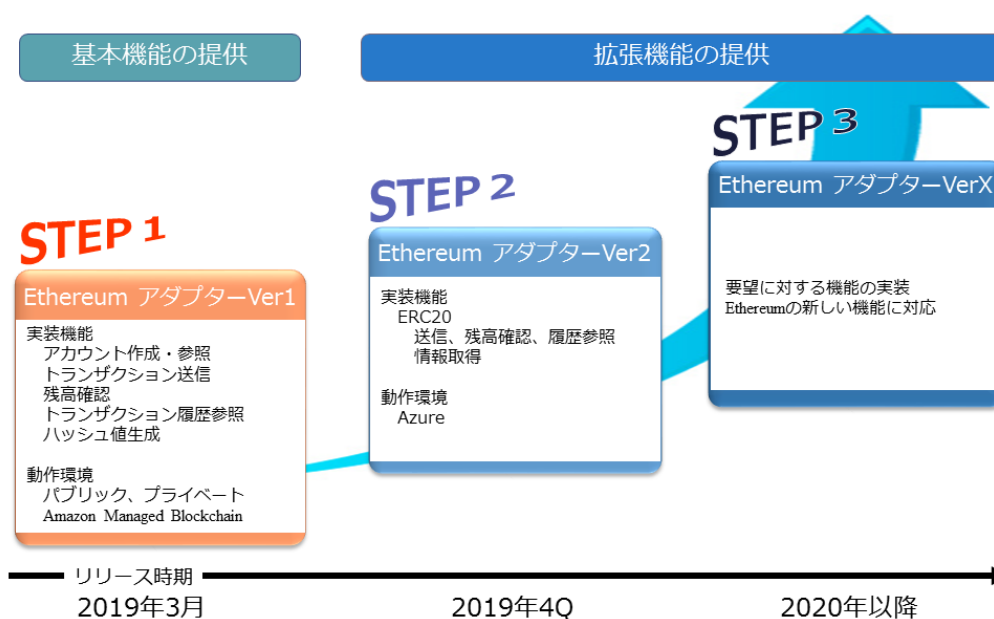 基本機能の提供
拡張機能の提供
STEP 1
Ethereum アダプターVer1
実装機能
アカウント作成・参照
トランザクション送信
残高確認
トランザクション履歴参照
ハッシュ値生成
動作環境
パブリック、プライベート
Amazon Managed Blockchain
STEP 2
Ethereum アダプターVer2
実装機能
ERC20
送信、残高確認、履歴参照
情報取得
動作環境
Azure
STEP 3
Ethereum アダプターVerX
要望に対する機能の実装
Ethereumの新しい機能に対応
リリース時期
2019年3月
2019年4Q
2020年以降